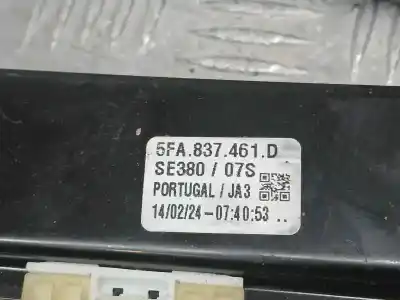 5FA.837.461.D
SE380 / 07S
PORTUGAL / JA3
14/02/24-07:40:53 ..